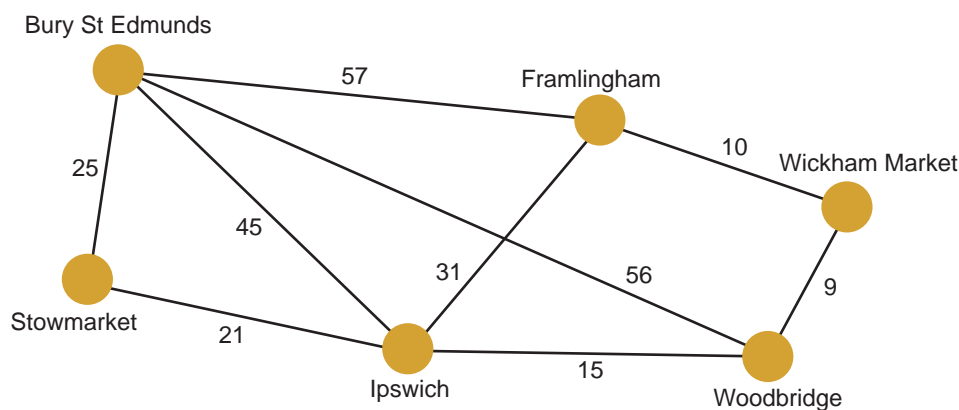 Bury St Edmunds
57
Framlingham
10
Wickham Market
25
45
31
56
9
Stowmarket
21
15
Ipswich
Woodbridge